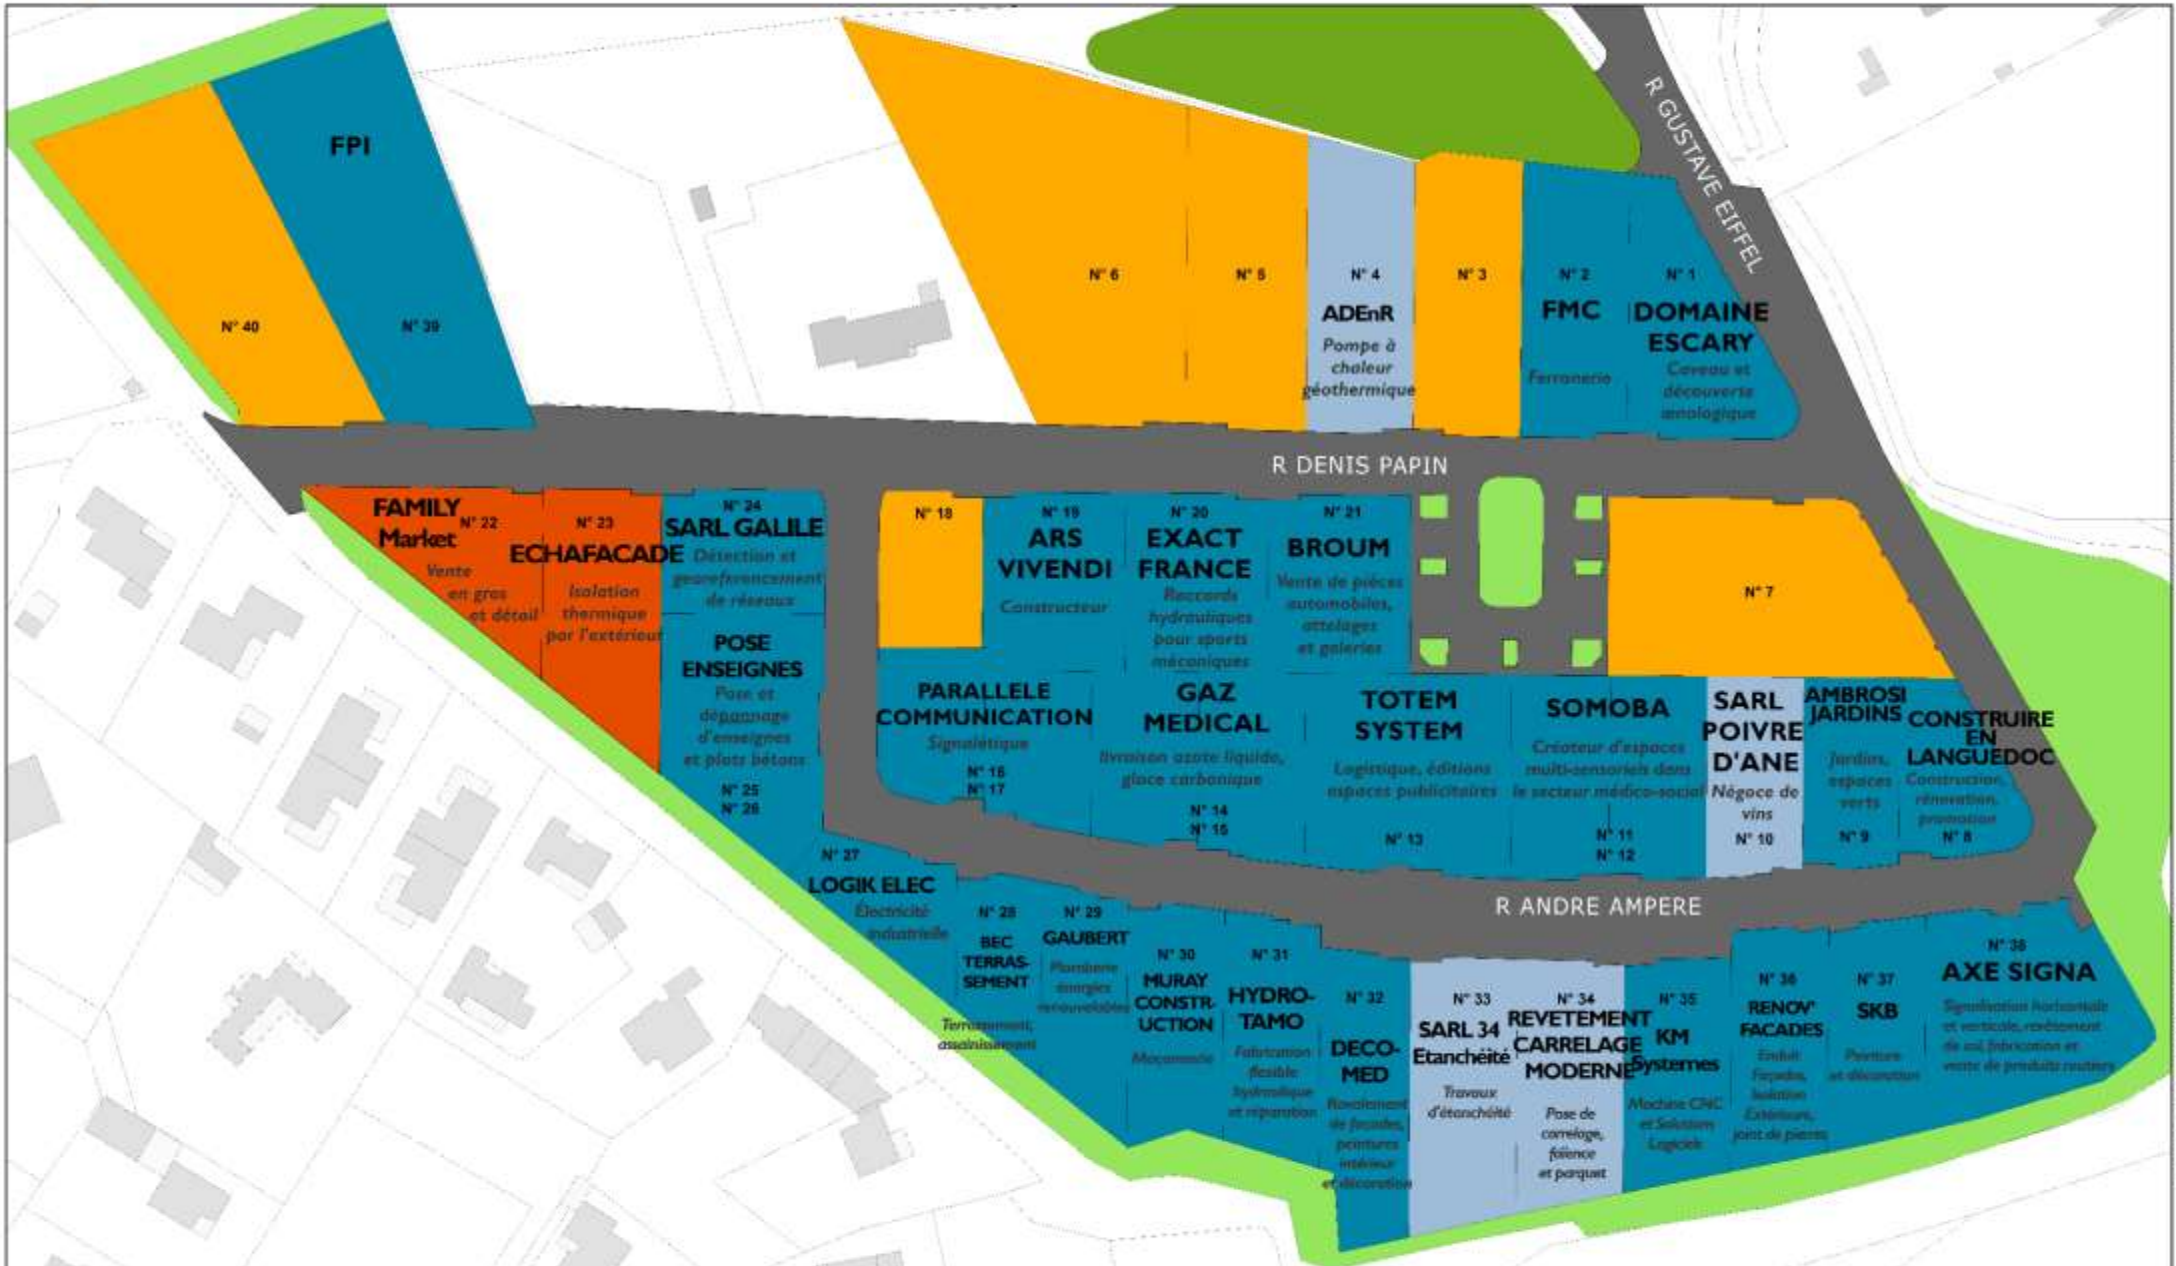 R GUSTAVE EIFFEL
FPI
N° 40
N° 39
N° 6
N° 5
N° 4
ADEnR
Pompe à
chaleur
géothermique
N° 3
N° 2
FMC
Ferronerie
N° 1
DOMAINE
ESCARY
Caveau et
découverte
œnologique
R DENIS PAPIN
FAMILY
Market
N° 22
Vente
en gros
et détail
N° 23
ECHAFACADE
Isolation
thermique
par l'extérieur
N° 24
SARL GALILE
Détection et
georeferencement
de réseaux
POSE
ENSEIGNES
Pose et
dépannage
d'enseignes
et plots bétons
N° 25
N° 26
N° 18
N° 19
ARS
VIVENDI
Constructeur
N° 20
EXACT
FRANCE
Raccords
hydrauliques
pour sports
mécaniques
N° 21
BROUM
Vente de pièces
automobiles,
attelages
et galeries
N° 7
PARALLELE
COMMUNICATION
Signalétique
N° 16
N° 17
GAZ
MEDICAL
livraison azote liquide,
glace carbonique
N° 14
N° 15
TOTEM
SYSTEM
Logistique, éditions
espaces publicitaires
N° 13
SOMOBA
Créateur d'espaces
multi-sensoriels dans
le secteur médico-social
N° 11
N° 12
SARL
POIVRE
D'ANE
Négoce de
vins
N° 10
AMBROSI
JARDINS
Jardins,
espaces
verts
N° 9
CONSTRUIRE
EN
LANGUEDOC
Construction,
rénovation,
promotion
N° 8
R ANDRE AMPERE
N° 27
LOGIK ELEC
Électricité
industrielle
N° 28
BEC
TERRAS-
SEMENT
Terrassement,
assainissement
N° 29
GAUBERT
Plomberie
énergies
renouvelables
N° 30
MURAY
CONSTR-
UCTION
Maçonnerie
N° 31
HYDRO-
TAMO
Fabrication
flexible
hydraulique
et réparation
N° 32
DECO-
MED
Ravalement
de façades,
peintures
intérieur
et décoration
N° 33
SARL 34
Etanchéité
Travaux
d'étanchéité
N° 34
REVETEMENT
CARRELAGE
MODERNE
Pose de
carrelage,
faïence
et parquet
N° 35
KM
Systemes
Machine CNC
et Solutions
Logiciels
N° 36
RENOV'
FACADES
Enduit
Façades,
Isolation
Extérieurs,
joint de pierres
N° 37
SKB
Peinture
et décoration
N° 38
AXE SIGNA
Signalisation horizontale
et verticale, revêtement
de sol, fabrication et
vente de produits routiers